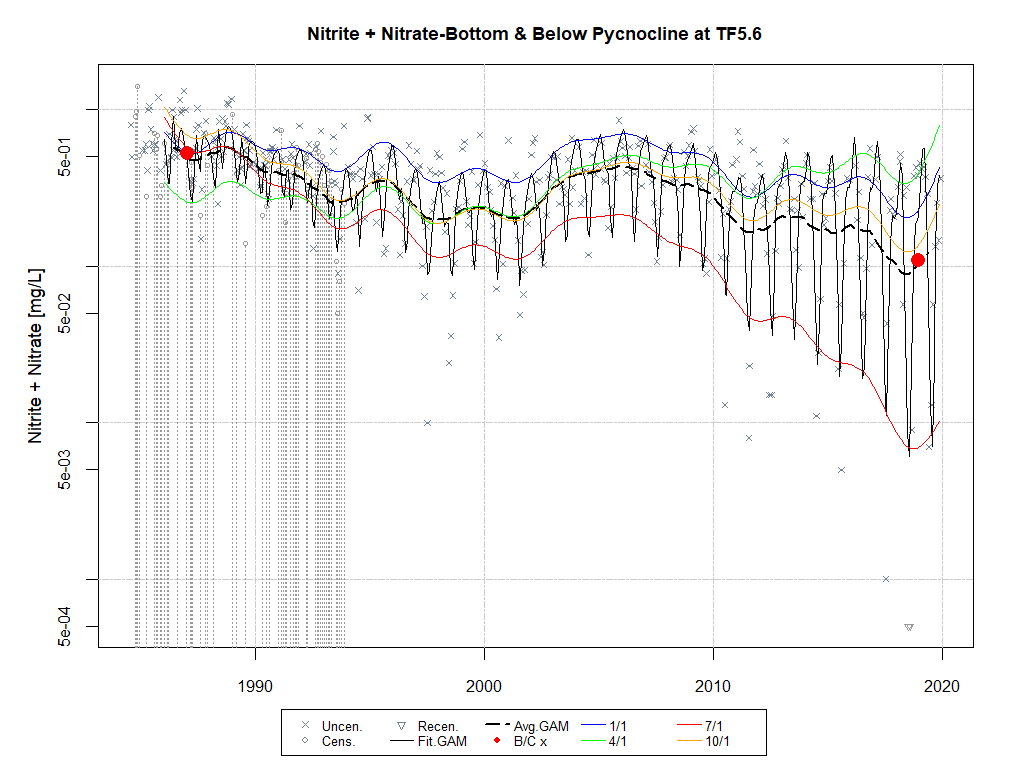 Nitrite + Nitrate-Bottom & Below Pycnocline at TF5.6
Nitrite + Nitrate [mg/L]
5e-01
5e-02
5e-03
5e-04
1990 2000 2010 2020
Uncen. Recen. Avg.GAM 1/1 7/1
Cens. Fit.GAM B/C x 4/1 10/1